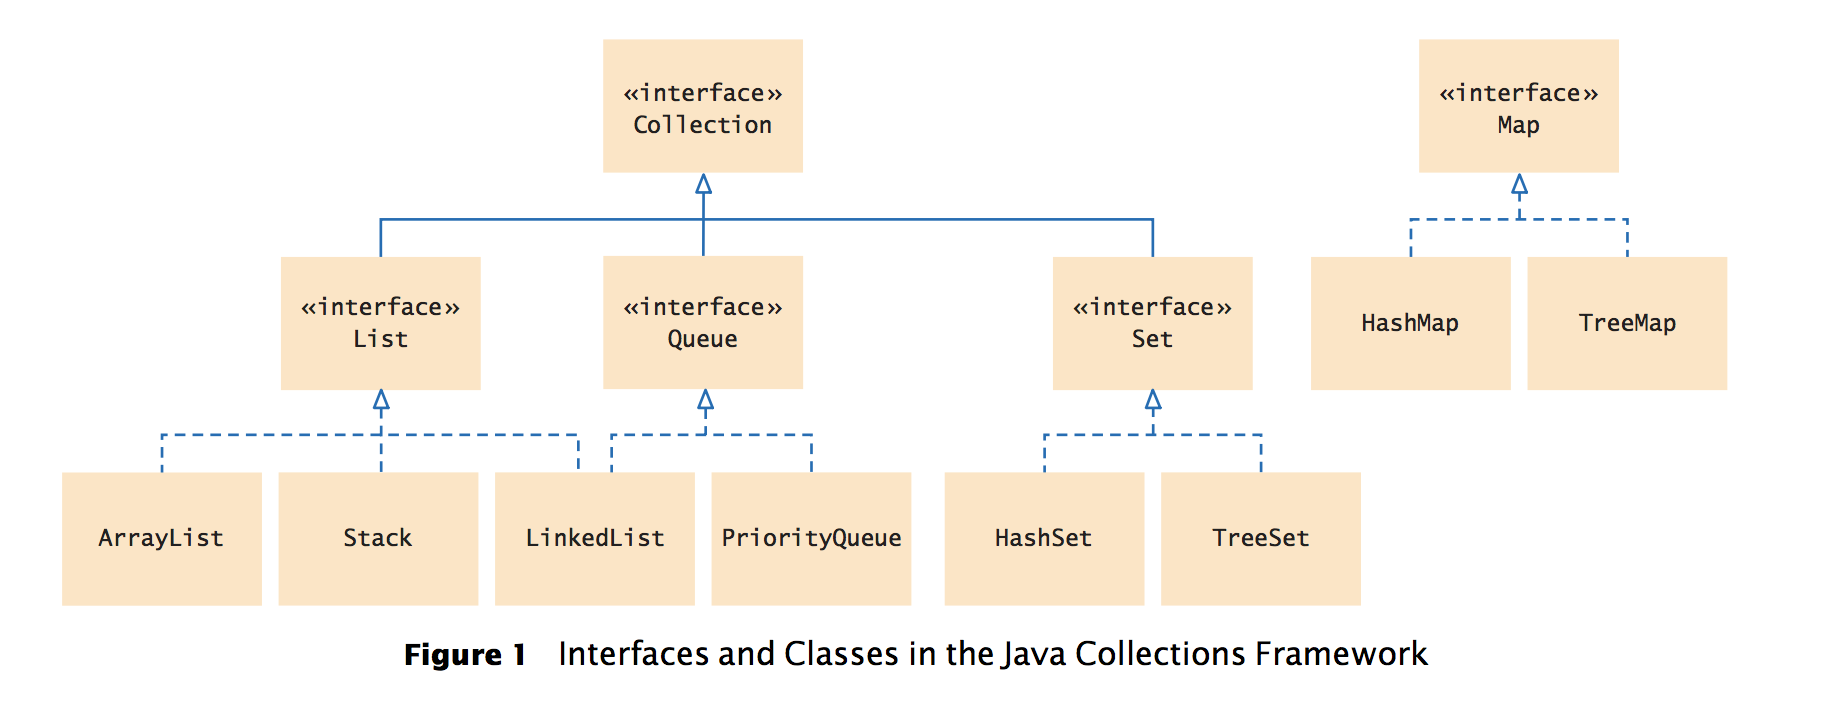 «interface»
Collection
«interface»
Map
«interface»
List
«interface»
Queue
«interface»
Set
HashMap
TreeMap
ArrayList
Stack
LinkedList
PriorityQueue
HashSet
TreeSet
Figure 1 Interfaces and Classes in the Java Collections Framework